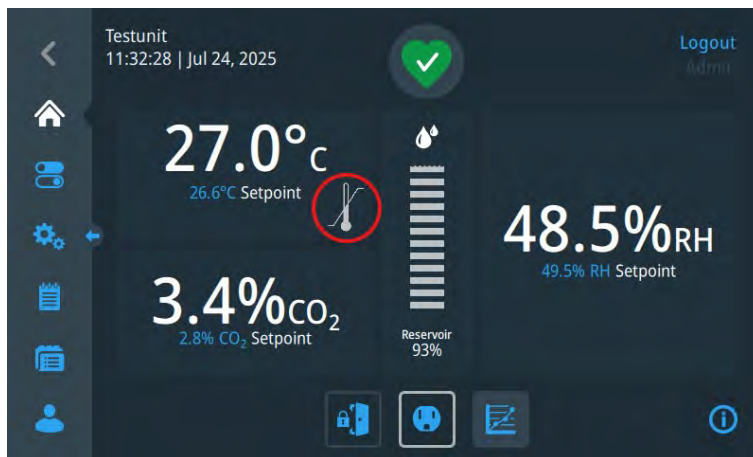 Testunit
11:32:28 | Jul 24, 2025
Logout
Admin
27.0°C
26.6°C Setpoint
3.4%CO₂
2.8% CO₂ Setpoint
Reservoir
93%
48.5%RH
49.5% RH Setpoint